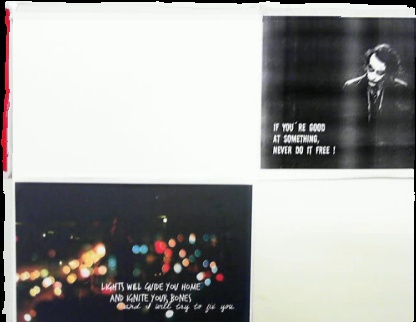 IF YOU'RE GOOD
AT SOMETHING,
NEVER DO IT FREE !
LIGHTS WILL GUIDE YOU HOME
AND IGNITE YOUR BONES
and I will try to fix you